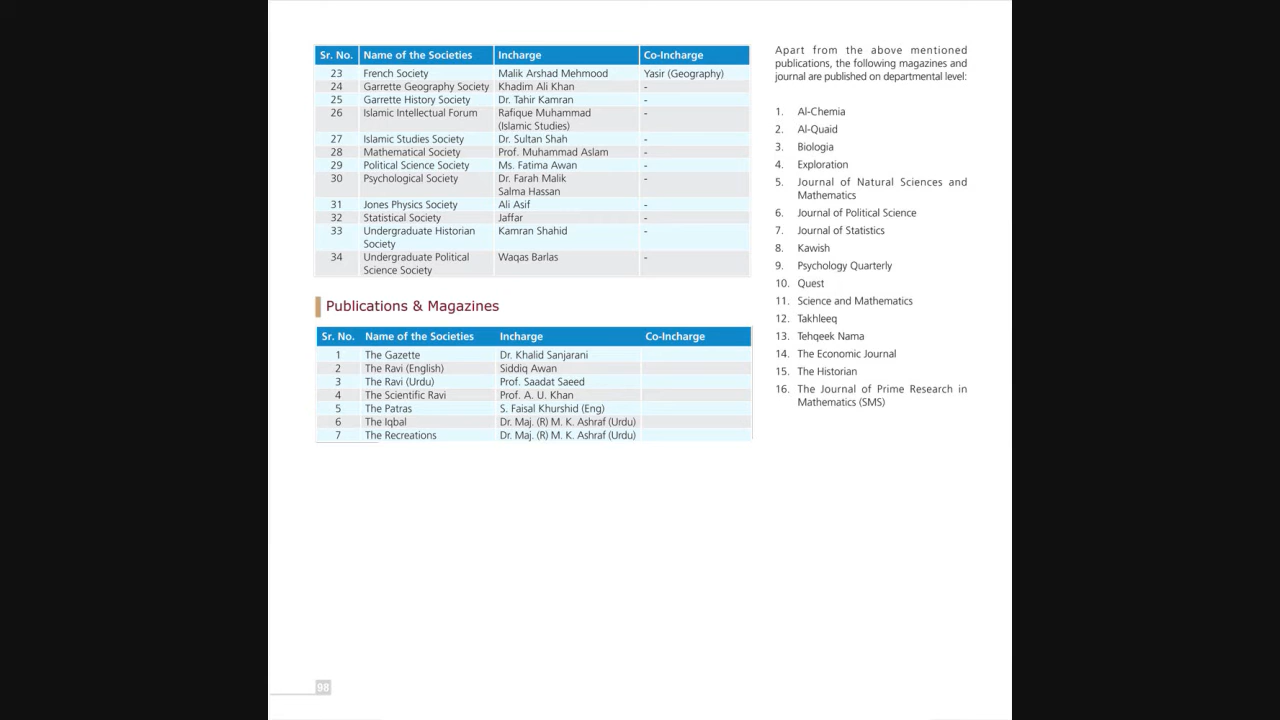 Sr. No. Name of the Societies Incharge Co-Incharge
23 French Society Malik Arshad Mehmood Yasir (Geography)
24 Garrette Geography Society Khadim Ali Khan -
25 Garrette History Society Dr. Tahir Kamran -
26 Islamic Intellectual Forum Rafique Muhammad -
(Islamic Studies)
27 Islamic Studies Society Dr. Sultan Shah -
28 Mathematical Society Prof. Muhammad Aslam -
29 Political Science Society Ms. Fatima Awan -
30 Psychological Society Dr. Farah Malik -
Salma Hassan
31 Jones Physics Society Ali Asif -
32 Statistical Society Jaffar -
33 Undergraduate Historian Kamran Shahid -
Society
34 Undergraduate Political Waqas Barlas -
Science Society
Publications & Magazines
Sr. No. Name of the Societies Incharge Co-Incharge
1 The Gazette Dr. Khalid Sanjarani
2 The Ravi (English) Siddiq Awan
3 The Ravi (Urdu) Prof. Saadat Saeed
4 The Scientific Ravi Prof. A. U. Khan
5 The Patras S. Faisal Khurshid (Eng)
6 The Iqbal Dr. Maj. (R) M. K. Ashraf (Urdu)
7 The Recreations Dr. Maj. (R) M. K. Ashraf (Urdu)
Apart from the above mentioned
publications, the following magazines and
journal are published on departmental level:
1. Al-Chemia
2. Al-Quaid
3. Biologia
4. Exploration
5. Journal of Natural Sciences and
Mathematics
6. Journal of Political Science
7. Journal of Statistics
8. Kawish
9. Psychology Quarterly
10. Quest
11. Science and Mathematics
12. Takhleeq
13. Tehqeek Nama
14. The Economic Journal
15. The Historian
16. The Journal of Prime Research in
Mathematics (SMS)
98